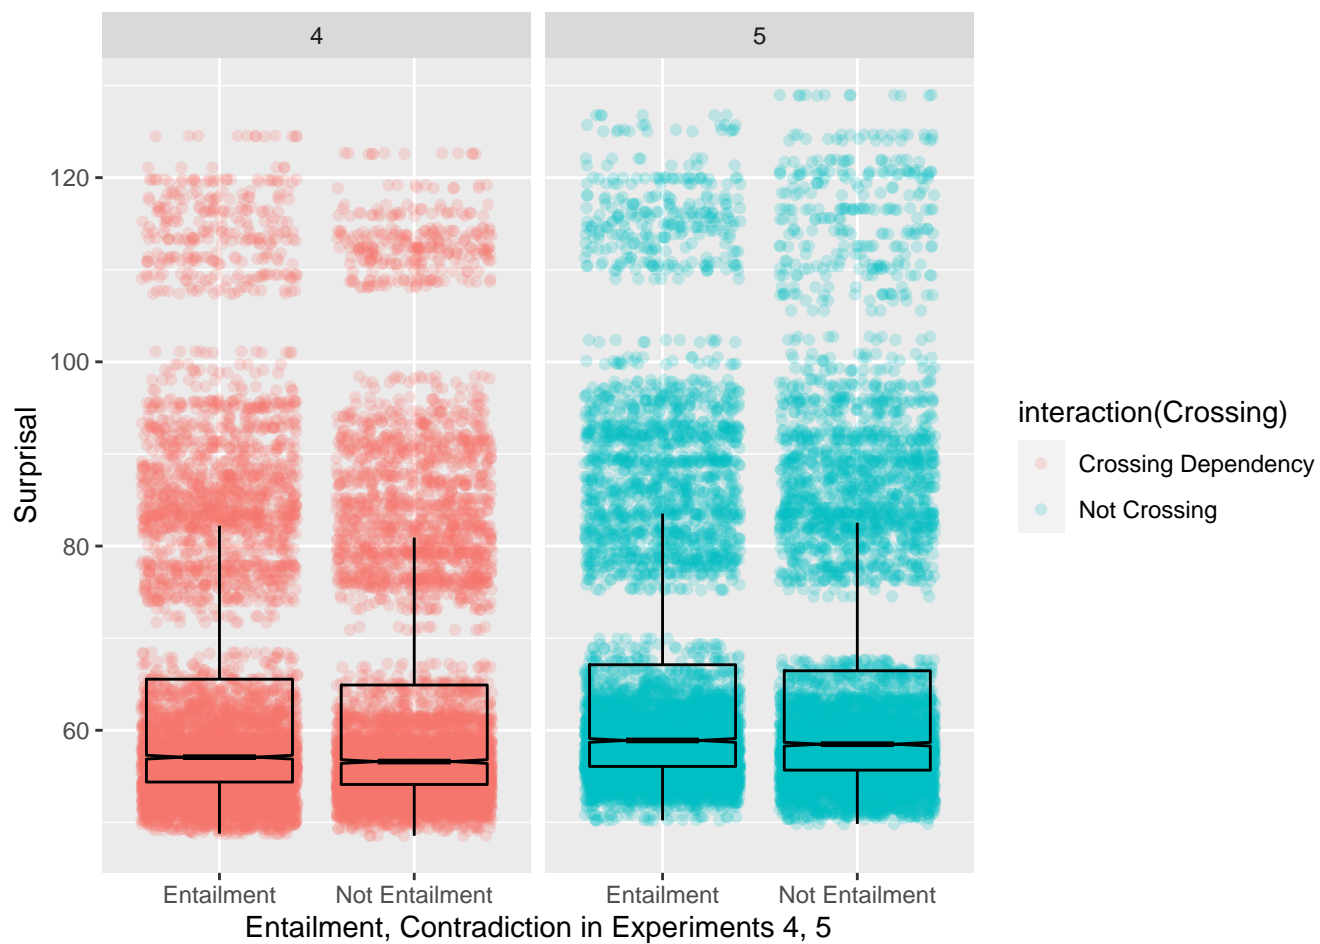 4
5
120
100
80
60
Surprisal
Entailment
Not Entailment
Entailment
Not Entailment
Entailment, Contradiction in Experiments 4, 5
interaction(Crossing)
Crossing Dependency
Not Crossing